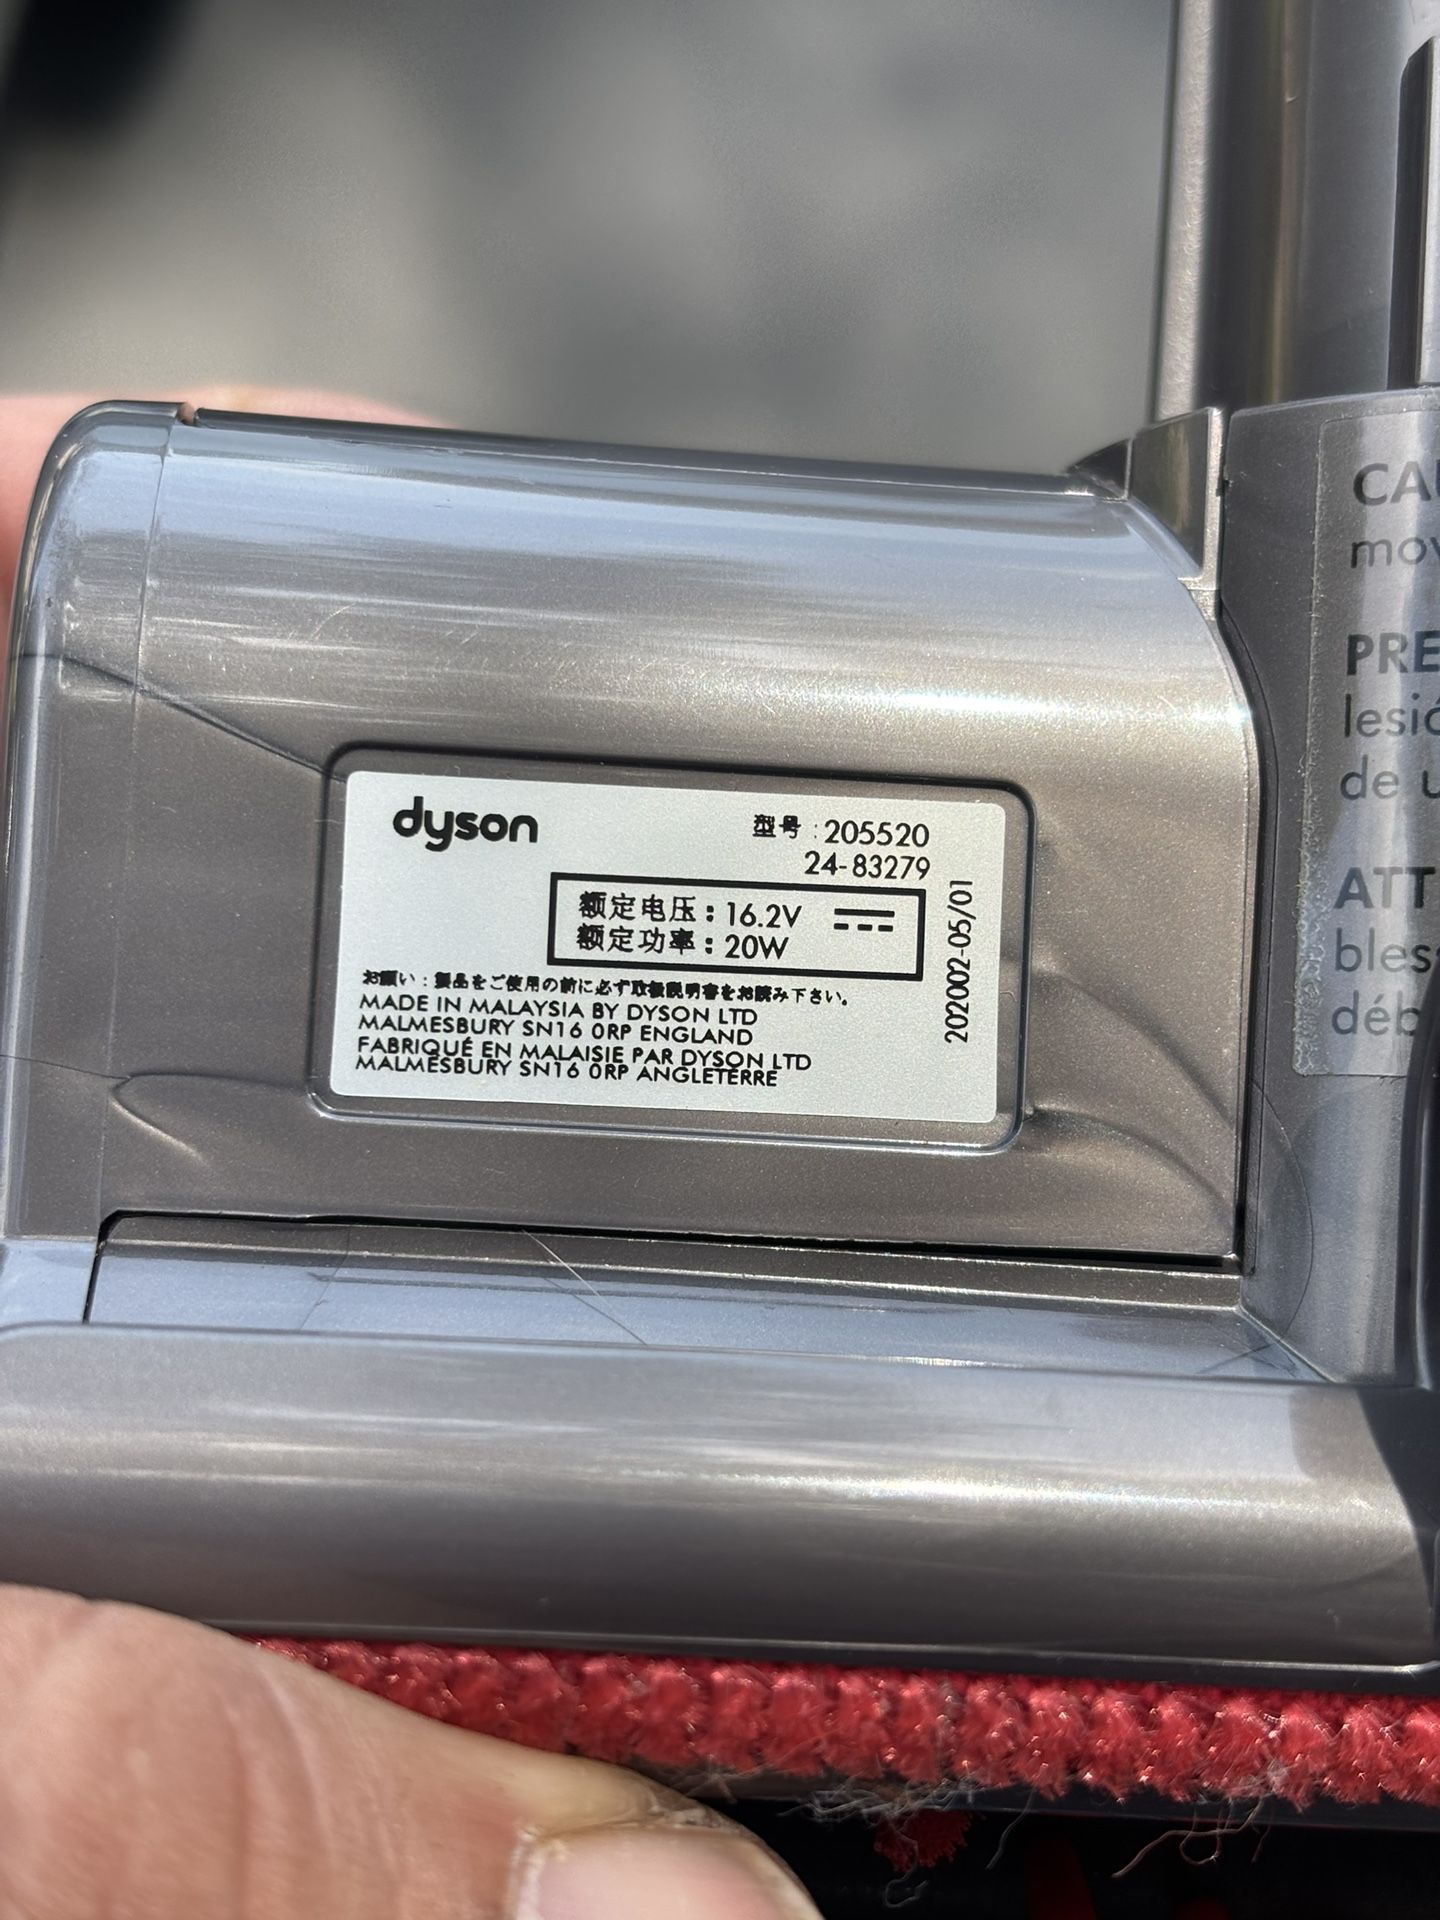 dyson
型号 : 205520
24-83279
额定电压 : 16.2V
额定功率 : 20W
お願い : 製品をご使用の前に必ず取扱説明書をお読み下さい。
MADE IN MALAYSIA BY DYSON LTD
MALMESBURY SN16 0RP ENGLAND
FABRIQUÉ EN MALAISIE PAR DYSON LTD
MALMESBURY SN16 0RP ANGLETERRE
202002-05/01
CAU
mov
PRE
lesió
de u
ATT
bless
déb